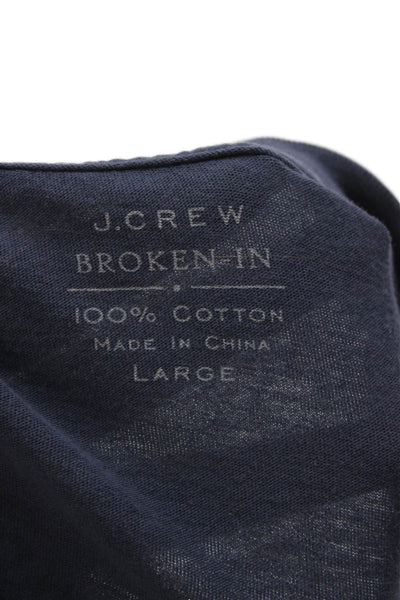 J.CREW
BROKEN-IN
100% COTTON
MADE IN CHINA
LARGE